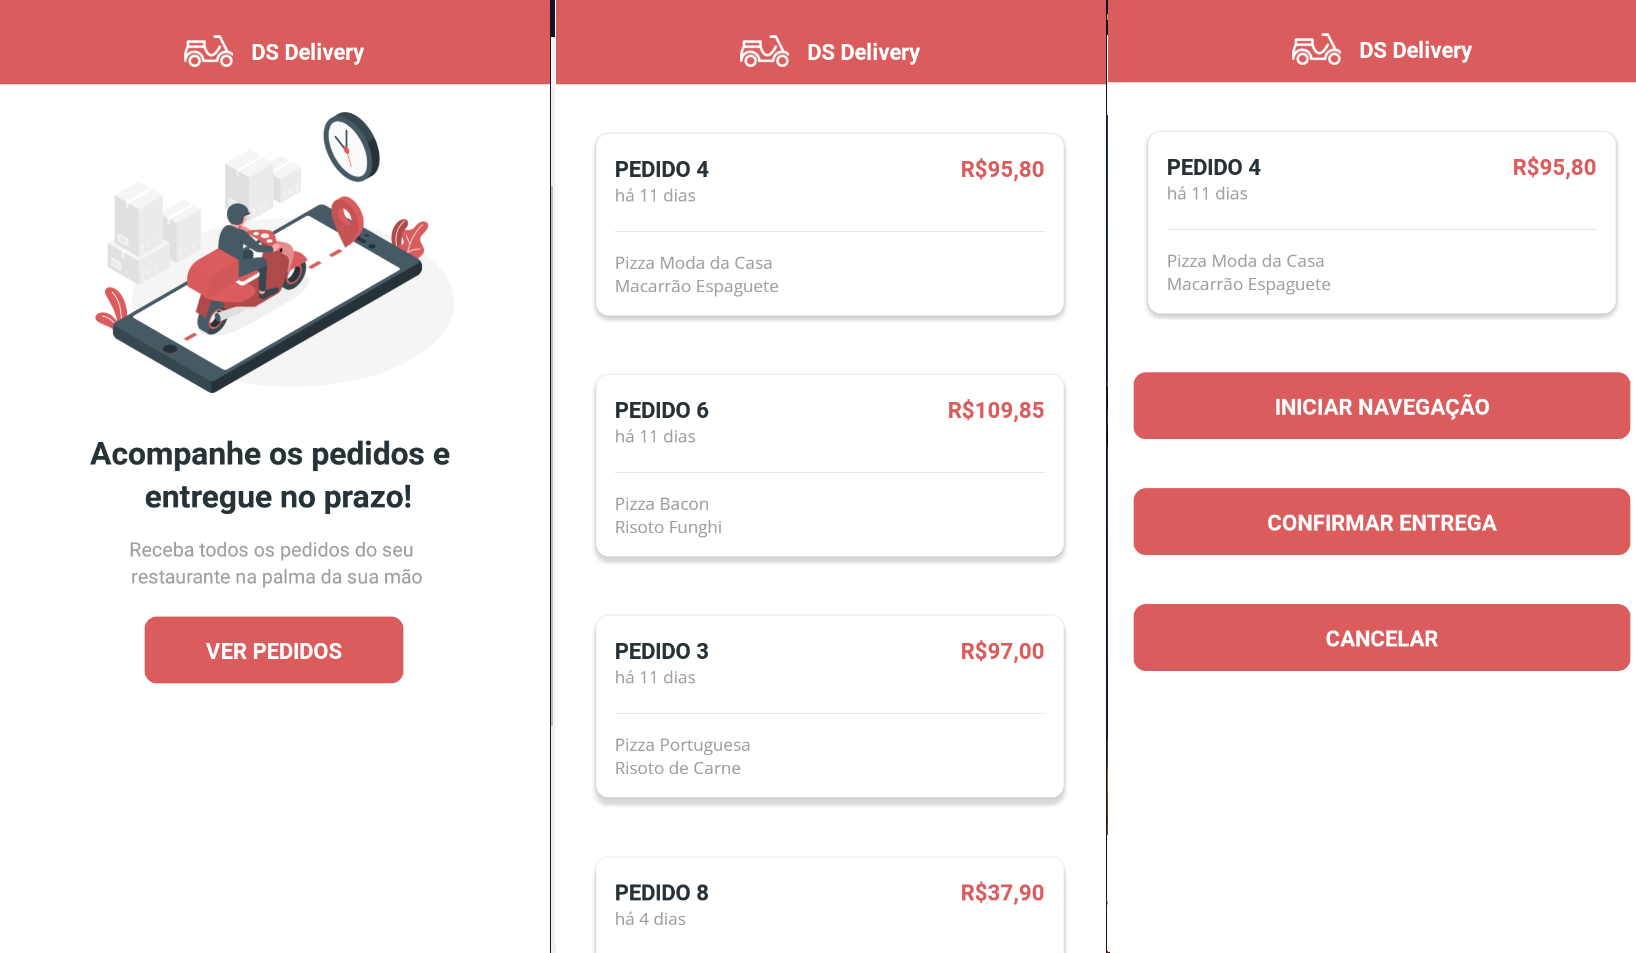 DS Delivery
Acompanhe os pedidos e
entregue no prazo!
Receba todos os pedidos do seu
restaurante na palma da sua mão
VER PEDIDOS
DS Delivery
PEDIDO 4 R$95,80
há 11 dias
Pizza Moda da Casa
Macarrão Espaguete
PEDIDO 6 R$109,85
há 11 dias
Pizza Bacon
Risoto Funghi
PEDIDO 3 R$97,00
há 11 dias
Pizza Portuguesa
Risoto de Carne
PEDIDO 8 R$37,90
há 4 dias
DS Delivery
PEDIDO 4 R$95,80
há 11 dias
Pizza Moda da Casa
Macarrão Espaguete
INICIAR NAVEGAÇÃO
CONFIRMAR ENTREGA
CANCELAR